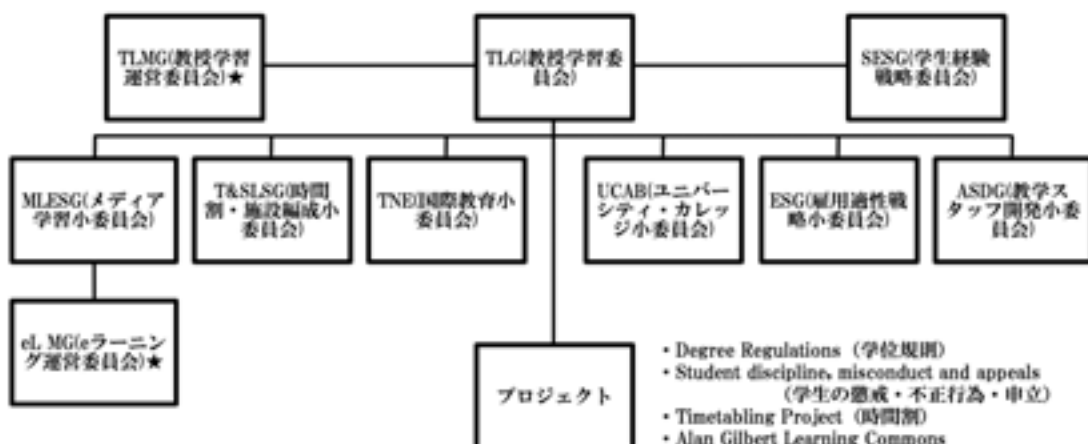 TLMG(教授学習
運営委員会)★
TLG(教授学習委
員会)
SESG(学生経験
戦略委員会)
MLESG(メディア
学習小委員会)
T&SLSG(時間
割・施設編成小
委員会)
TNE(国際教育小
委員会)
UCAB(ユニバー
シティ・カレッ
ジ小委員会)
ESG(雇用適性戦
略小委員会)
ASDG(教学ス
タッフ開発小委
員会)
eL MG(eラーニン
グ運営委員会)★
プロジェクト
・Degree Regulations（学位規則）
・Student discipline, misconduct and appeals
（学生の懲戒・不正行為・申立）
・Timetabling Project（時間割）
・Alan Gilbert Learning Commons